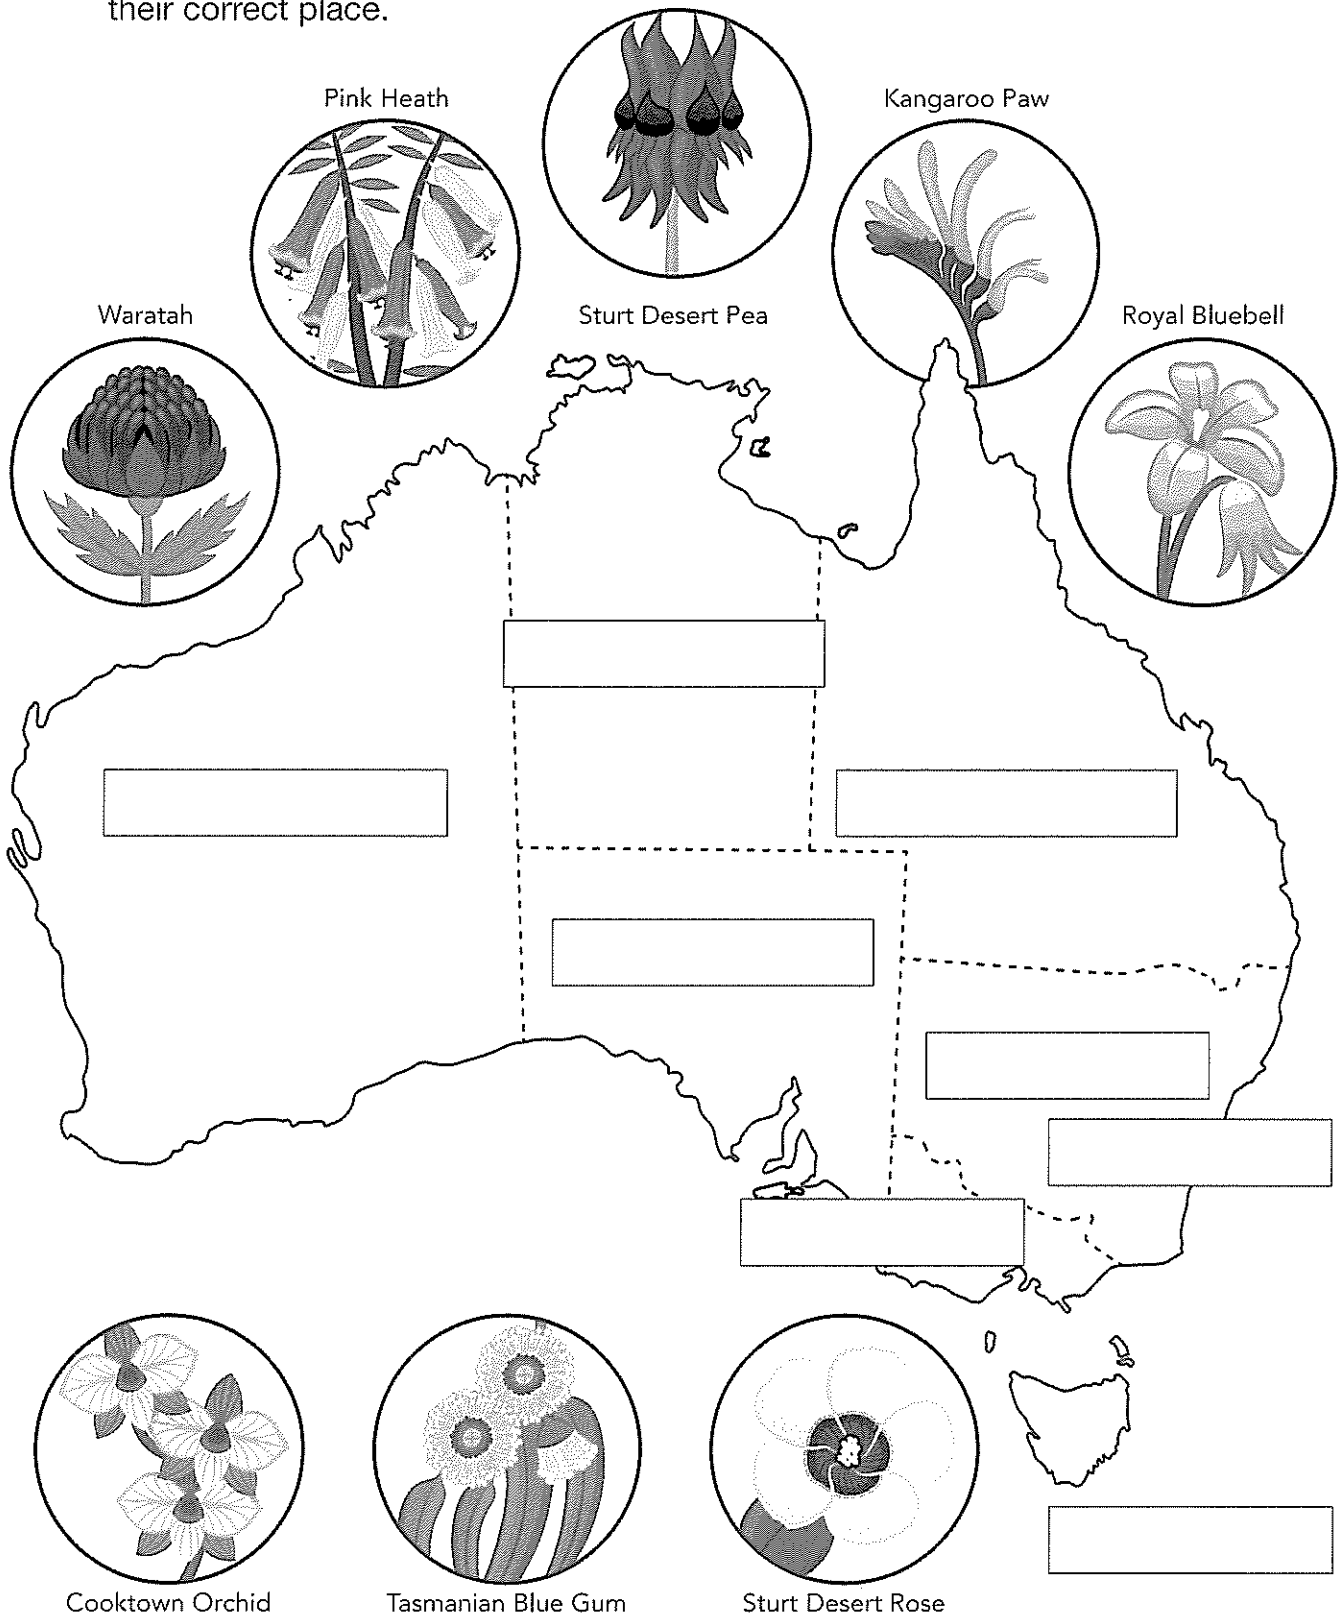 their correct place.
Pink Heath
Kangaroo Paw
Waratah
Sturt Desert Pea
Royal Bluebell
Cooktown Orchid
Tasmanian Blue Gum
Sturt Desert Rose